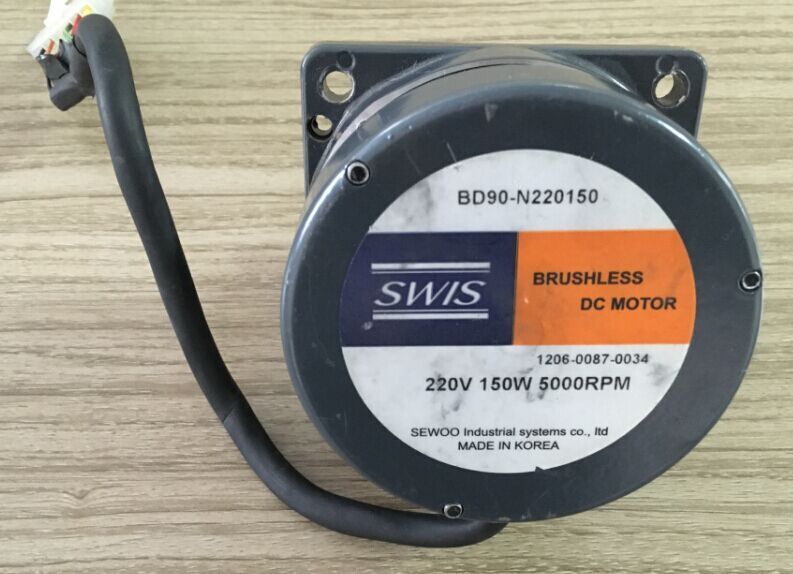 BD90-N220150
SWIS
BRUSHLESS
DC MOTOR
1206-0087-0034
220V 150W 5000RPM
SEWOO Industrial systems co., ltd
MADE IN KOREA